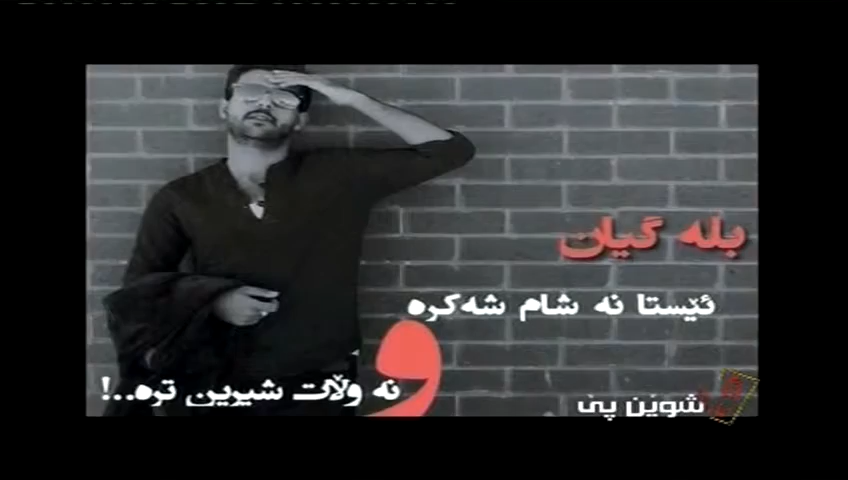 بلە گیان
ئێستا نە شام شەکرە
و
نە وڵات شیرین ترە..!
شوێن پێ